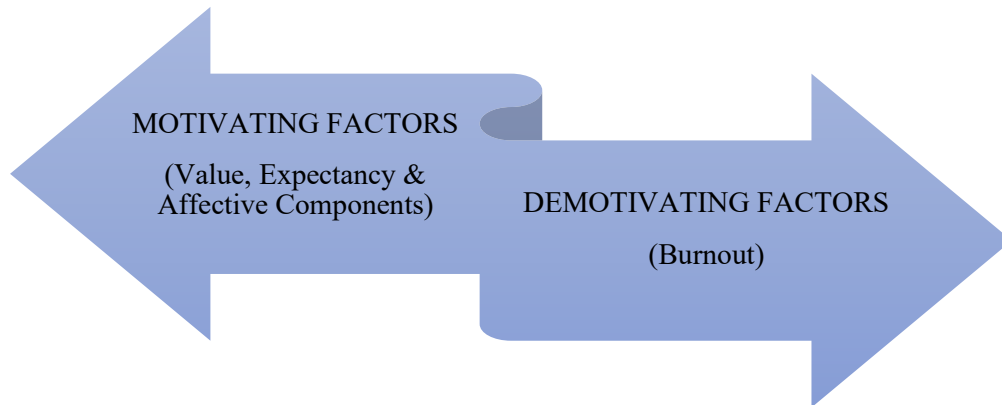 MOTIVATING FACTORS
(Value, Expectancy &
Affective Components)
DEMOTIVATING FACTORS
(Burnout)